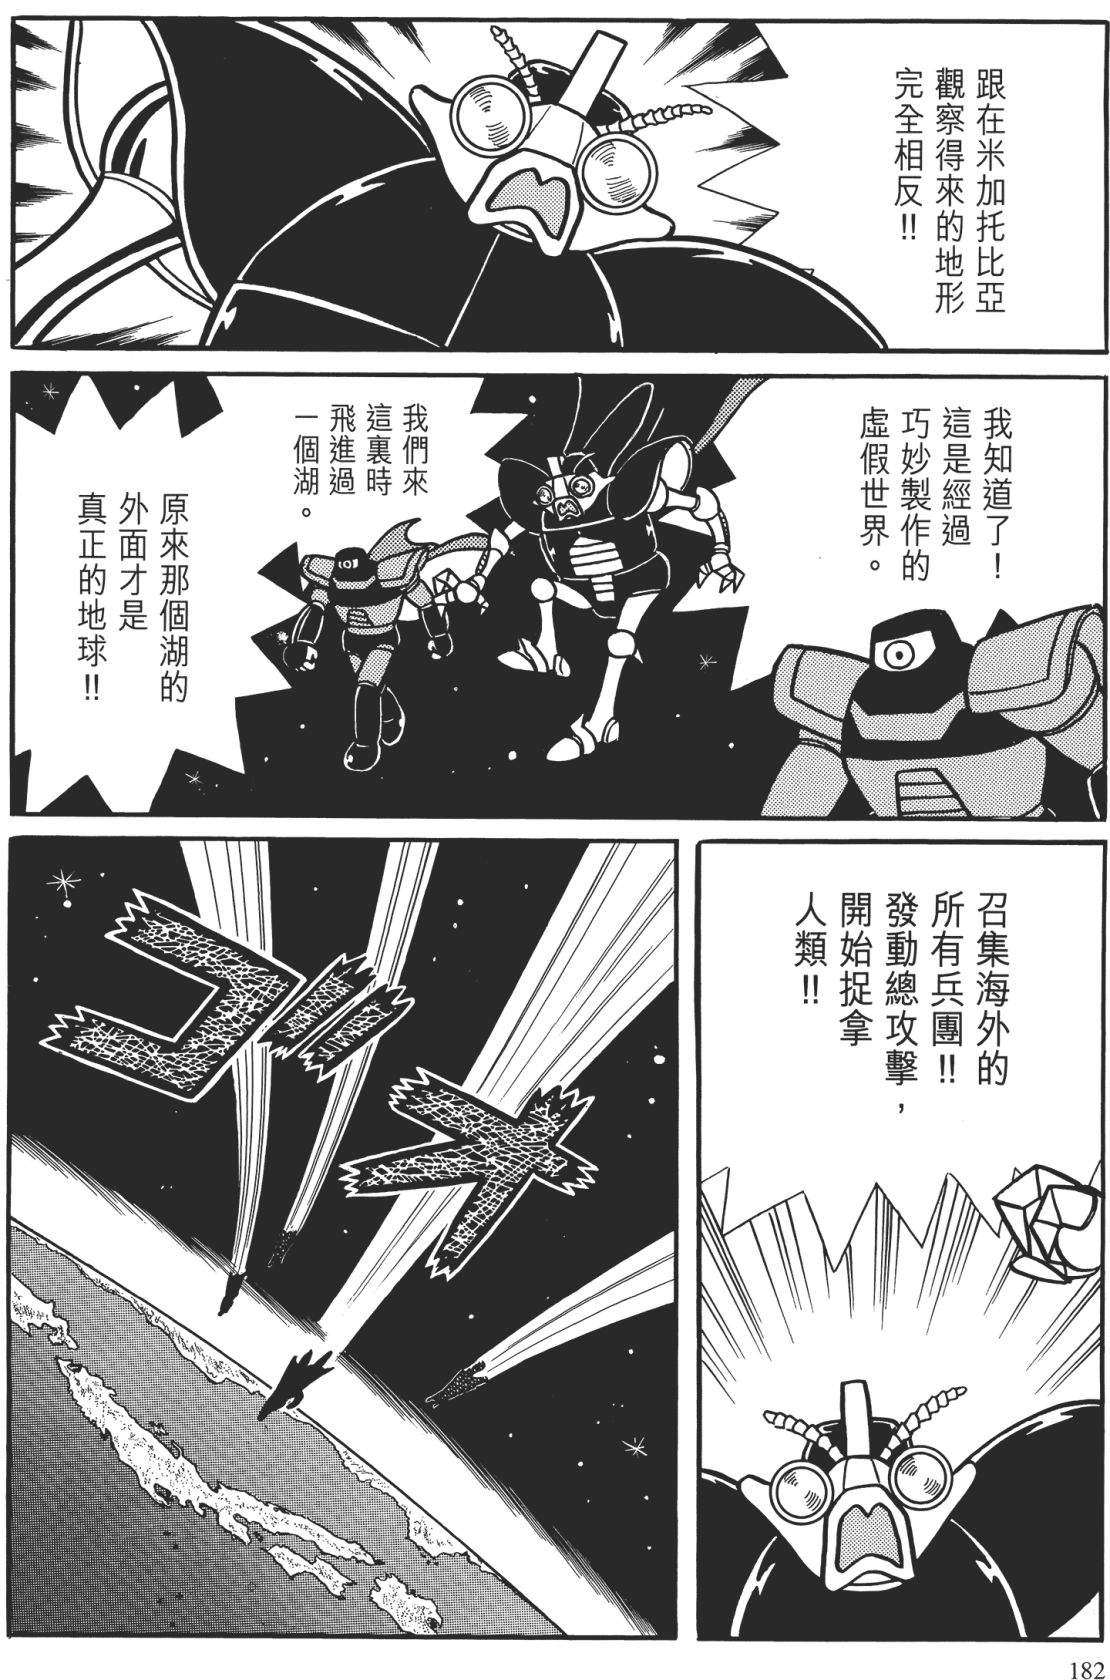 跟在米加托比亞
觀察得來的地形
完全相反!!
我知道了！
這是經過
巧妙製作的
虛假世界。
我們來
這裏時
飛進過
一個湖。
原來那個湖的
外面才是
真正的地球!!
召集海外的
所有兵團!!
發動總攻擊，
開始捉拿
人類!!
ゴオ
182